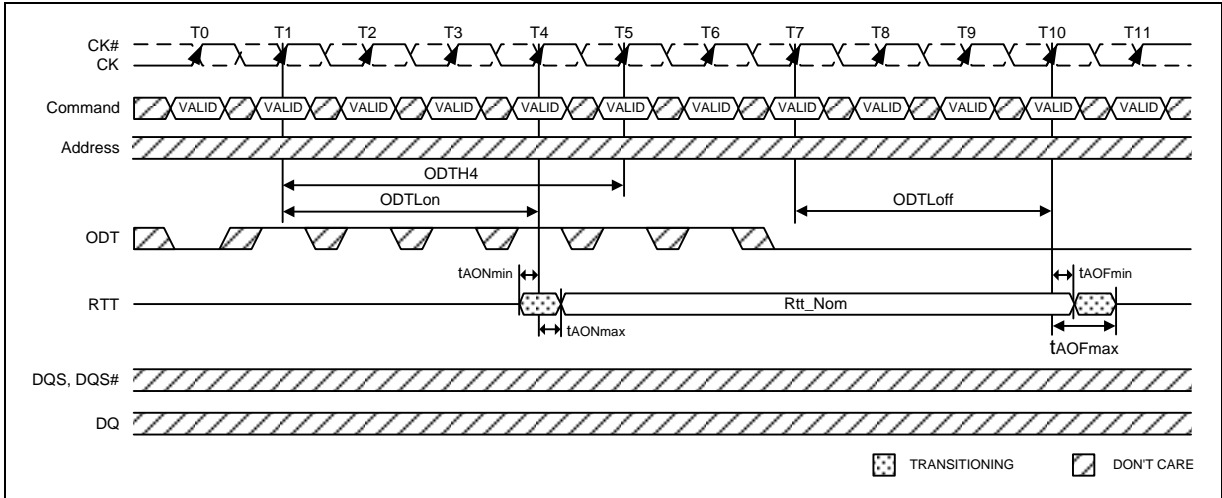 T0 T1 T2 T3 T4 T5 T6 T7 T8 T9 T10 T11
CK#
CK
Command VALID VALID VALID VALID VALID VALID VALID VALID VALID VALID VALID VALID
Address
ODTH4
ODTLon ODTLoff
ODT
tAONmin tAOFmin
RTT Rtt_Nom
tAONmax
tAOFmax
DQS, DQS#
DQ
TRANSITIONING DON'T CARE